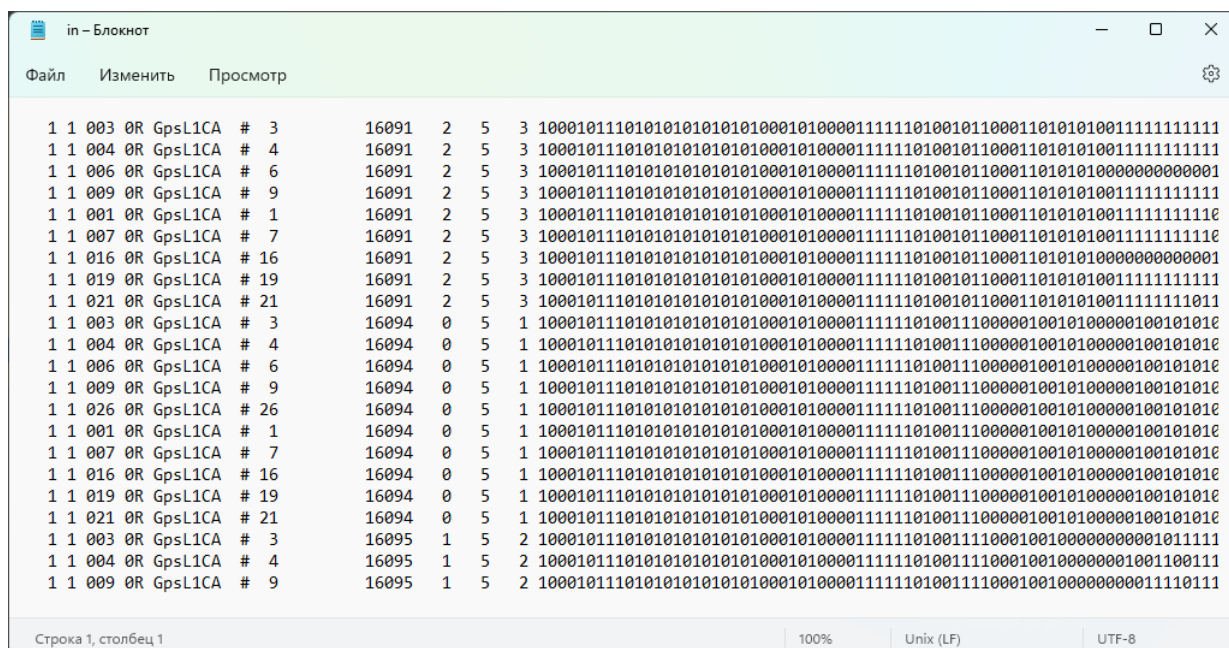 in – Блокнот
Файл Изменить Просмотр
1 1 003 0R GpsL1CA # 3 16091 2 5 3 10001011101010101010101000101000011111101001011000110101010011111111111
1 1 004 0R GpsL1CA # 4 16091 2 5 3 10001011101010101010101000101000011111101001011000110101010011111111111
1 1 006 0R GpsL1CA # 6 16091 2 5 3 10001011101010101010101000101000011111101001011000110101010000000000001
1 1 009 0R GpsL1CA # 9 16091 2 5 3 10001011101010101010101000101000011111101001011000110101010011111111111
1 1 001 0R GpsL1CA # 1 16091 2 5 3 10001011101010101010101000101000011111101001011000110101010011111111110
1 1 007 0R GpsL1CA # 7 16091 2 5 3 10001011101010101010101000101000011111101001011000110101010011111111110
1 1 016 0R GpsL1CA # 16 16091 2 5 3 10001011101010101010101000101000011111101001011000110101010000000000001
1 1 019 0R GpsL1CA # 19 16091 2 5 3 10001011101010101010101000101000011111101001011000110101010011111111111
1 1 021 0R GpsL1CA # 21 16091 2 5 3 10001011101010101010101000101000011111101001011000110101010011111111011
1 1 003 0R GpsL1CA # 3 16094 0 5 1 10001011101010101010101000101000011111101001110000010010100000100101010
1 1 004 0R GpsL1CA # 4 16094 0 5 1 10001011101010101010101000101000011111101001110000010010100000100101010
1 1 006 0R GpsL1CA # 6 16094 0 5 1 10001011101010101010101000101000011111101001110000010010100000100101010
1 1 009 0R GpsL1CA # 9 16094 0 5 1 10001011101010101010101000101000011111101001110000010010100000100101010
1 1 026 0R GpsL1CA # 26 16094 0 5 1 10001011101010101010101000101000011111101001110000010010100000100101010
1 1 001 0R GpsL1CA # 1 16094 0 5 1 10001011101010101010101000101000011111101001110000010010100000100101010
1 1 007 0R GpsL1CA # 7 16094 0 5 1 10001011101010101010101000101000011111101001110000010010100000100101010
1 1 016 0R GpsL1CA # 16 16094 0 5 1 10001011101010101010101000101000011111101001110000010010100000100101010
1 1 019 0R GpsL1CA # 19 16094 0 5 1 10001011101010101010101000101000011111101001110000010010100000100101010
1 1 021 0R GpsL1CA # 21 16094 0 5 1 10001011101010101010101000101000011111101001110000010010100000100101010
1 1 003 0R GpsL1CA # 3 16095 1 5 2 10001011101010101010101000101000011111101001111000100100000000001011111
1 1 004 0R GpsL1CA # 4 16095 1 5 2 10001011101010101010101000101000011111101001111000100100000001001100111
1 1 009 0R GpsL1CA # 9 16095 1 5 2 10001011101010101010101000101000011111101001111000100100000000011110111
Строка 1, столбец 1 100% Unix (LF) UTF-8